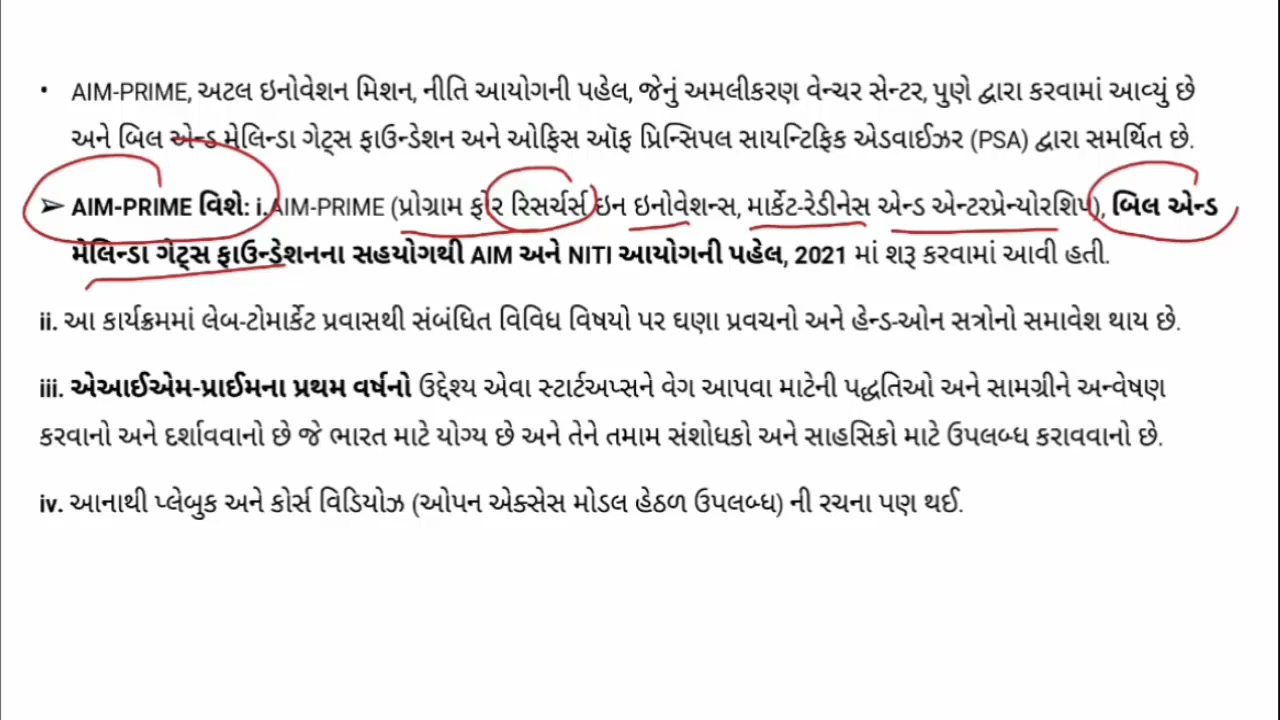 • AIM-PRIME, અટલ ઇનોવેશન મિશન, નીતિ આયોગની પહેલ, જેનું અમલીકરણ વેન્ચર સેન્ટર, પુણે દ્વારા કરવામાં આવ્યું છે
અને બિલ એન્ડ મેલિન્ડા ગેટ્સ ફાઉન્ડેશન અને ઓફિસ ઑફ પ્રિન્સિપલ સાયન્ટિફિક એડવાઈઝર (PSA) દ્વારા સમર્થિત છે.
➢ AIM-PRIME વિશે: i.AIM-PRIME (પ્રોગ્રામ ફોર રિસર્ચર્સ ઇન ઇનોવેશન્સ, માર્કેટ-રેડીનેસ એન્ડ એન્ટરપ્રેન્યોરશિપ), બિલ એન્ડ
મેલિન્ડા ગેટ્સ ફાઉન્ડેશનના સહયોગથી AIM અને NITI આયોગની પહેલ, 2021 માં શરૂ કરવામાં આવી હતી.
ii. આ કાર્યક્રમમાં લેબ-ટોમાર્કેટ પ્રવાસથી સંબંધિત વિવિધ વિષયો પર ઘણા પ્રવચનો અને હેન્ડ-ઓન સત્રોનો સમાવેશ થાય છે.
iii. એઆઈએમ-પ્રાઈમના પ્રથમ વર્ષનો ઉદ્દેશ્ય એવા સ્ટાર્ટઅપ્સને વેગ આપવા માટેની પદ્ધતિઓ અને સામગ્રીને અન્વેષણ
કરવાનો અને દર્શાવવાનો છે જે ભારત માટે યોગ્ય છે અને તેને તમામ સંશોધકો અને સાહસિકો માટે ઉપલબ્ધ કરાવવાનો છે.
iv. આનાથી પ્લેબુક અને કોર્સ વિડિયોઝ (ઓપન એક્સેસ મોડલ હેઠળ ઉપલબ્ધ) ની રચના પણ થઈ.